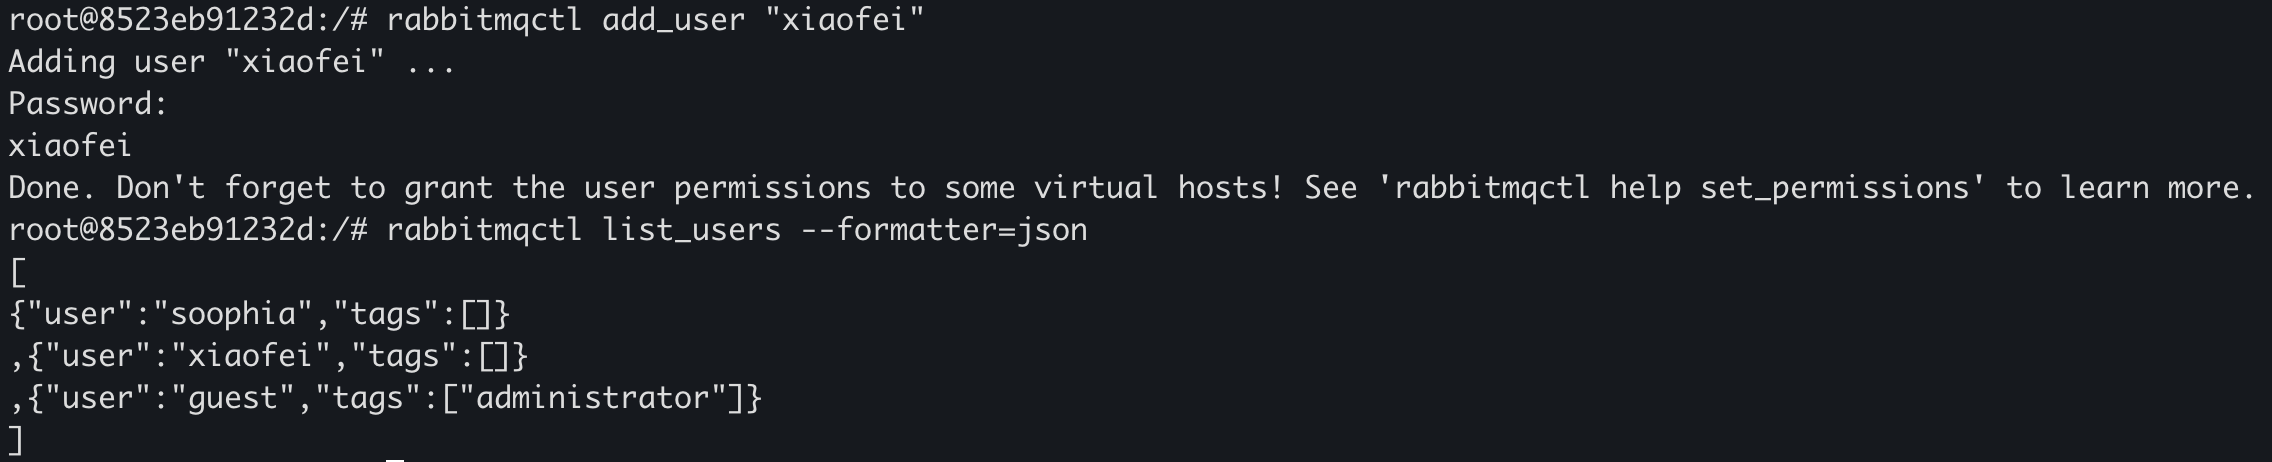 root@8523eb91232d:/# rabbitmqctl add_user "xiaofei"
Adding user "xiaofei" ...
Password:
xiaofei
Done. Don't forget to grant the user permissions to some virtual hosts! See 'rabbitmqctl help set_permissions' to learn more.
root@8523eb91232d:/# rabbitmqctl list_users --formatter=json
[
{"user":"soophia","tags":[]}
,{"user":"xiaofei","tags":[]}
,{"user":"guest","tags":["administrator"]}
]